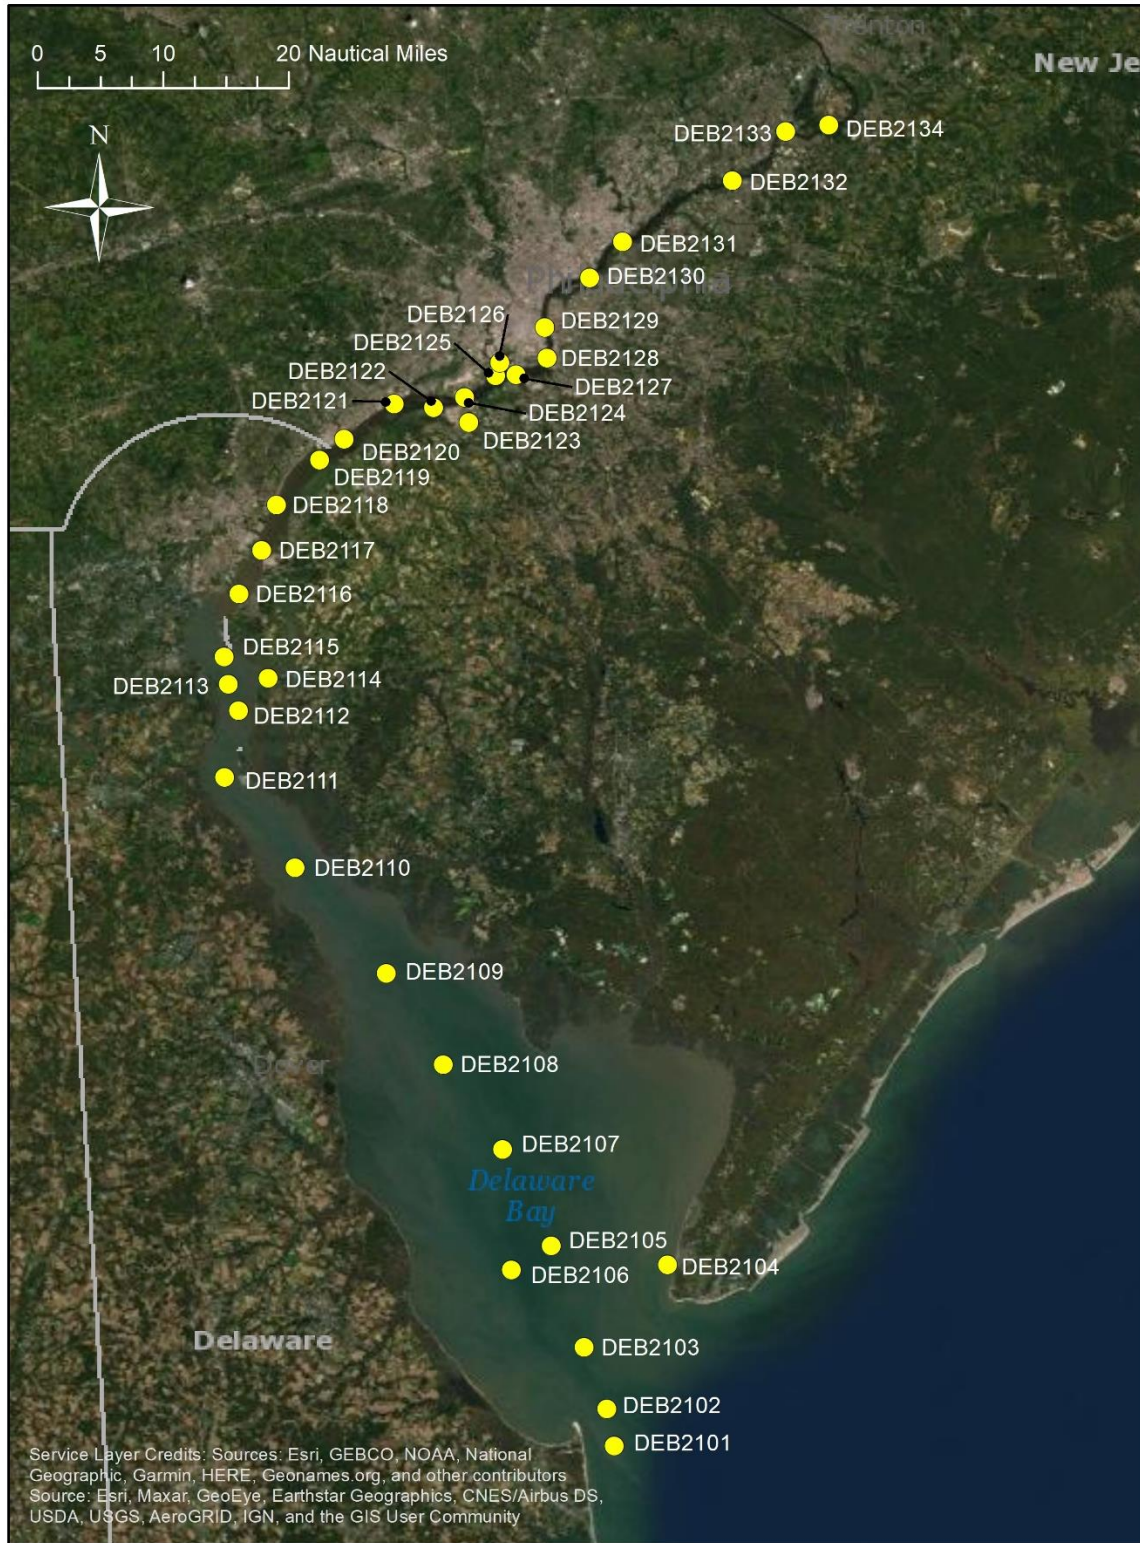 0 5 10 20 Nautical Miles
Trenton
New Je
N
DEB2133
DEB2134
DEB2132
DEB2131
DEB2130
DEB2126
DEB2129
DEB2125
DEB2128
DEB2122
DEB2127
DEB2121
DEB2124
DEB2123
DEB2120
DEB2119
DEB2118
DEB2117
DEB2116
DEB2115
DEB2114
DEB2113
DEB2112
DEB2111
DEB2110
DEB2109
Dover
DEB2108
DEB2107
Delaware
Bay
DEB2105
DEB2104
DEB2106
Delaware
DEB2103
DEB2102
DEB2101
Service Layer Credits: Sources: Esri, GEBCO, NOAA, National
Geographic, Garmin, HERE, Geonames.org, and other contributors
Source: Esri, Maxar, GeoEye, Earthstar Geographics, CNES/Airbus DS,
USDA, USGS, AeroGRID, IGN, and the GIS User Community